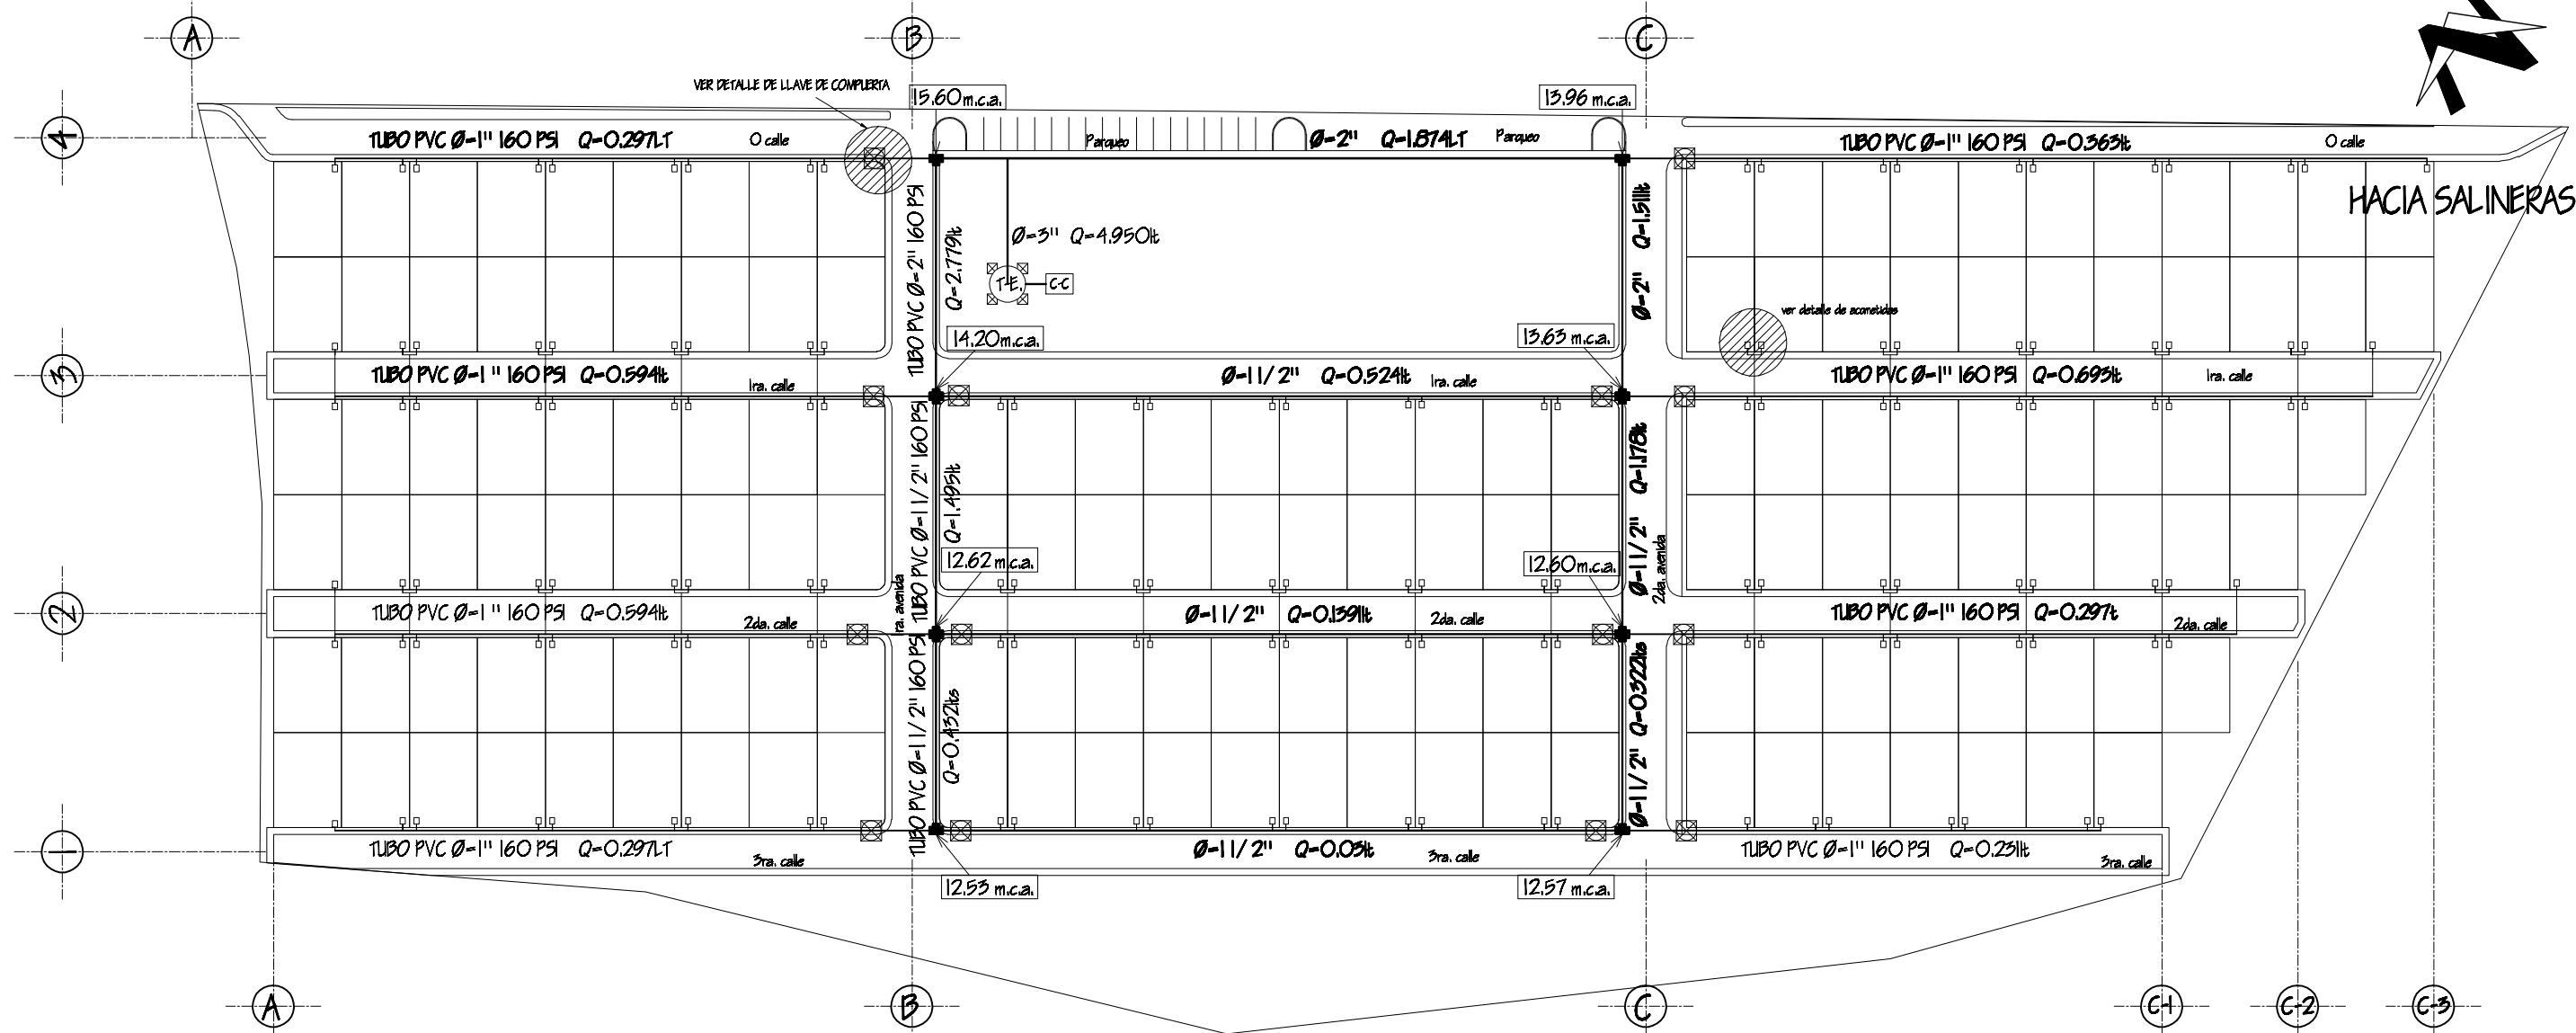 A
B
C
VER DETALLE DE LLAVE DE COMPUERTA
15.60 m.c.a.
13.96 m.c.a.
4
TUBO PVC Ø=1" 160 PSI Q=0.297LT
0 calle
Parqueo
Ø=2" Q=1.874LT
Parqueo
TUBO PVC Ø=1" 160 PSI Q=0.363lt
0 calle
HACIA SALINERAS
TUBO PVC Ø=2" 160 PSI
Q=2.779lt
Ø=3" Q=4.950lt
T-E.
C-C
Ø=2" Q=1.511lt
ver detalle de acometidas
14.20m.c.a.
13.63 m.c.a.
3
TUBO PVC Ø=1" 160 PSI Q=0.594lt
1ra. calle
Ø=1 1/2" Q=0.524lt
1ra. calle
TUBO PVC Ø=1" 160 PSI Q=0.693lt
1ra. calle
TUBO PVC Ø=1 1/2" 160 PSI
Q=1.495lt
Ø=1 1/2" Q=1.178lt
1ra. avenida
2da. avenida
12.62 m.c.a.
12.60m.c.a.
2
TUBO PVC Ø=1" 160 PSI Q=0.594lt
2da. calle
Ø=1 1/2" Q=0.1391lt
2da. calle
TUBO PVC Ø=1" 160 PSI Q=0.297t
2da. calle
TUBO PVC Ø=1 1/2" 160 PSI
Q=0.432lts
Ø=1 1/2" Q=0.322lts
1
TUBO PVC Ø=1" 160 PSI Q=0.297LT
3ra. calle
Ø=1 1/2" Q=0.03lt
3ra. calle
TUBO PVC Ø=1" 160 PSI Q=0.231lt
3ra. calle
12.53 m.c.a.
12.57 m.c.a.
A
B
C
C-1
C-2
C-3